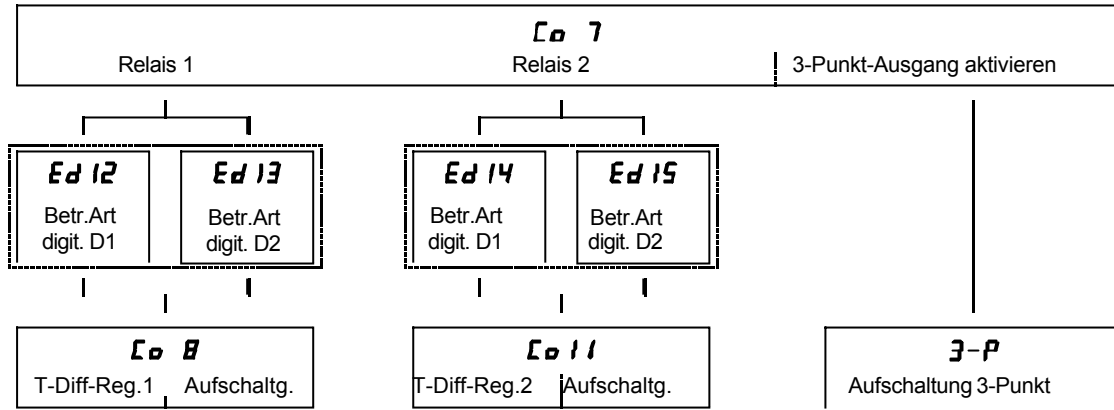 Co 7
Relais 1 Relais 2 3-Punkt-Ausgang aktivieren
Ed 12 Ed 13 Ed 14 Ed 15
Betr.Art Betr.Art Betr.Art Betr.Art
digit. D1 digit. D2 digit. D1 digit. D2
Co 8 Co 11 3-P
T-Diff-Reg.1 Aufschaltg. T-Diff-Reg.2 Aufschaltg. Aufschaltung 3-Punkt